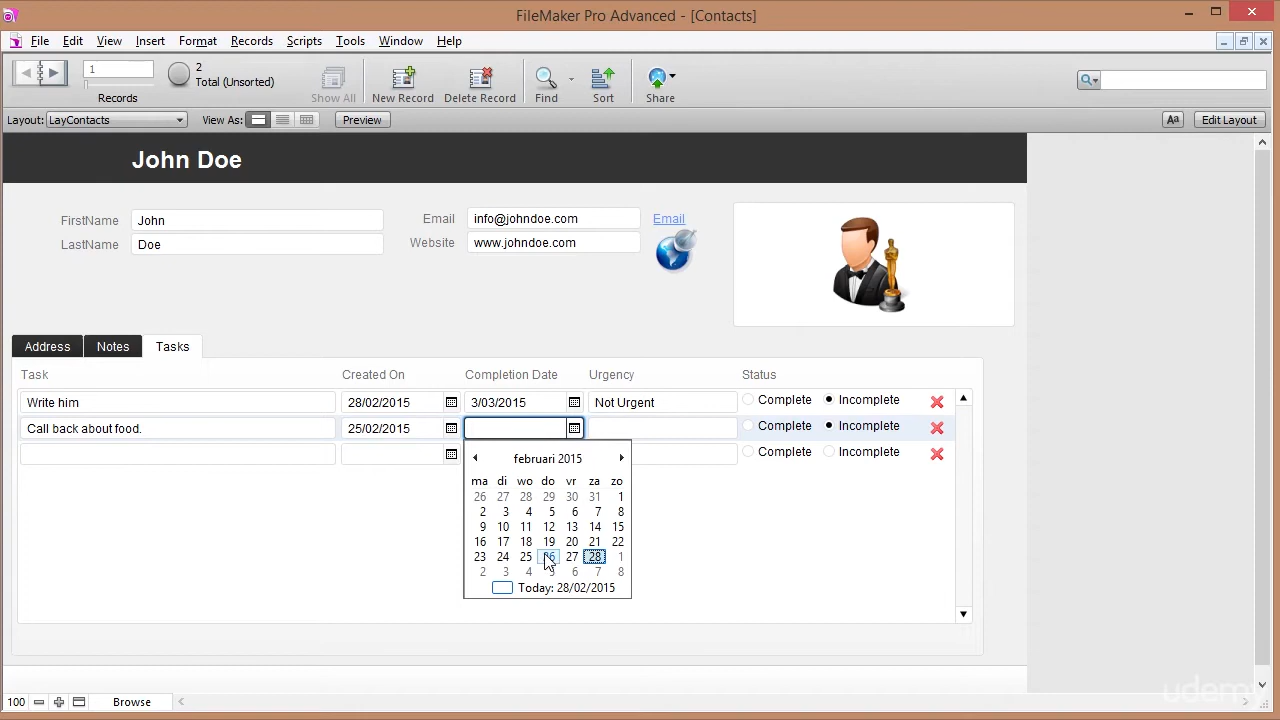 FileMaker Pro Advanced - [Contacts]
File Edit View Insert Format Records Scripts Tools Window Help
1
2
Total (Unsorted)
Records
Show All
New Record
Delete Record
Find
Sort
Share
Layout: LayContacts
View As:
Preview
Aa
Edit Layout
John Doe
FirstName John
LastName Doe
Email info@johndoe.com Email
Website www.johndoe.com
Address Notes Tasks
Task Created On Completion Date Urgency Status
Write him 28/02/2015 3/03/2015 Not Urgent Complete Incomplete
Call back about food. 25/02/2015 Complete Incomplete
Complete Incomplete
februari 2015
ma di wo do vr za zo
26 27 28 29 30 31 1
2 3 4 5 6 7 8
9 10 11 12 13 14 15
16 17 18 19 20 21 22
23 24 25 26 27 28 1
2 3 4 5 6 7 8
Today: 28/02/2015
100
Browse
udemy